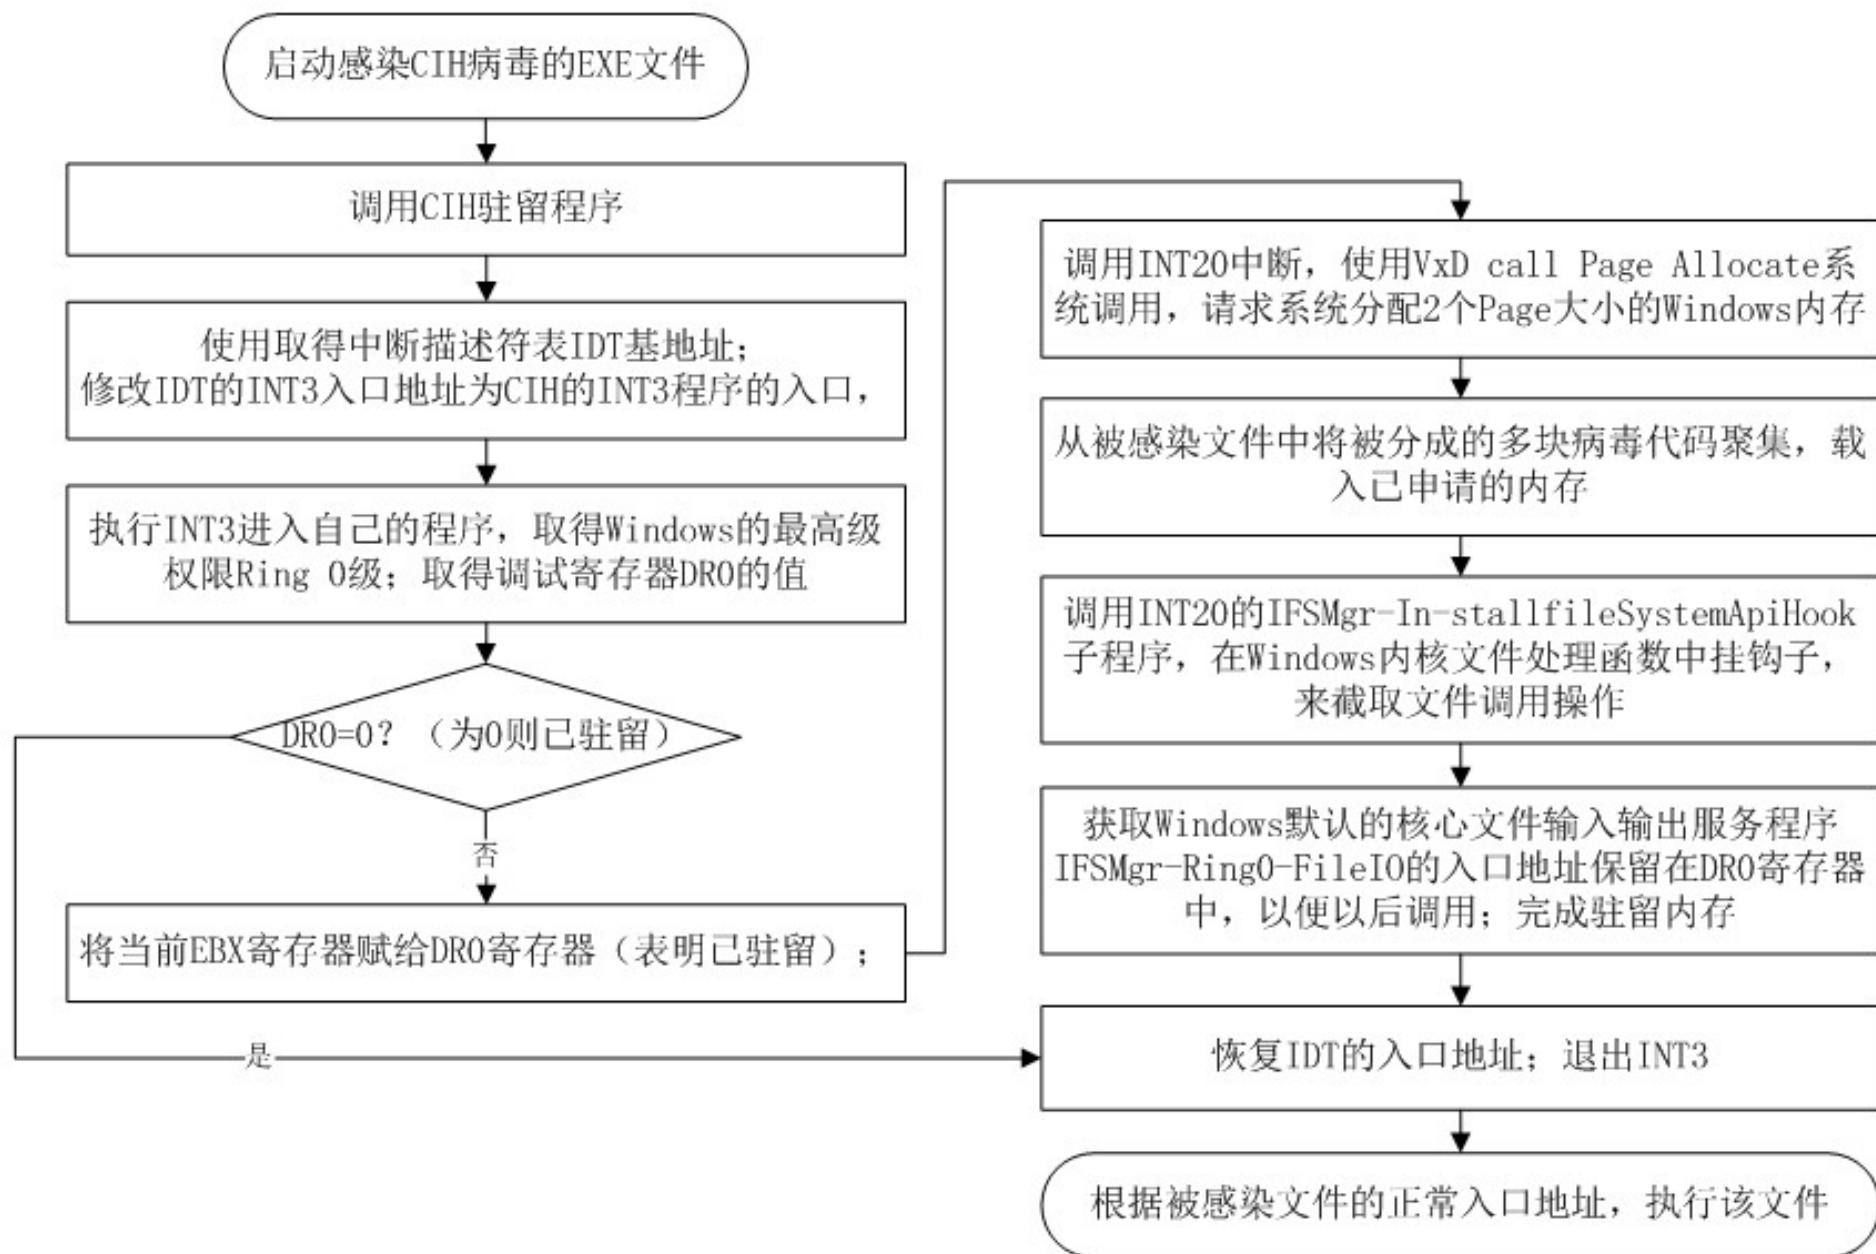 启动感染CIH病毒的EXE文件
调用CIH驻留程序
使用取得中断描述符表IDT基地址；
修改IDT的INT3入口地址为CIH的INT3程序的入口，
执行INT3进入自己的程序，取得Windows的最高级
权限Ring 0级；取得调试寄存器DR0的值
DR0=0？（为0则已驻留）
否
将当前EBX寄存器赋给DR0寄存器（表明已驻留）；
是
调用INT20中断，使用VxD call Page Allocate系
统调用，请求系统分配2个Page大小的Windows内存
从被感染文件中将被分成的多块病毒代码聚集，载
入已申请的内存
调用INT20的IFSMgr-In-stallfileSystemApiHook
子程序，在Windows内核文件处理函数中挂钩子，
来截取文件调用操作
获取Windows默认的核心文件输入输出服务程序
IFSMgr-Ring0-FileIO的入口地址保留在DR0寄存器
中，以便以后调用；完成驻留内存
恢复IDT的入口地址；退出INT3
根据被感染文件的正常入口地址，执行该文件